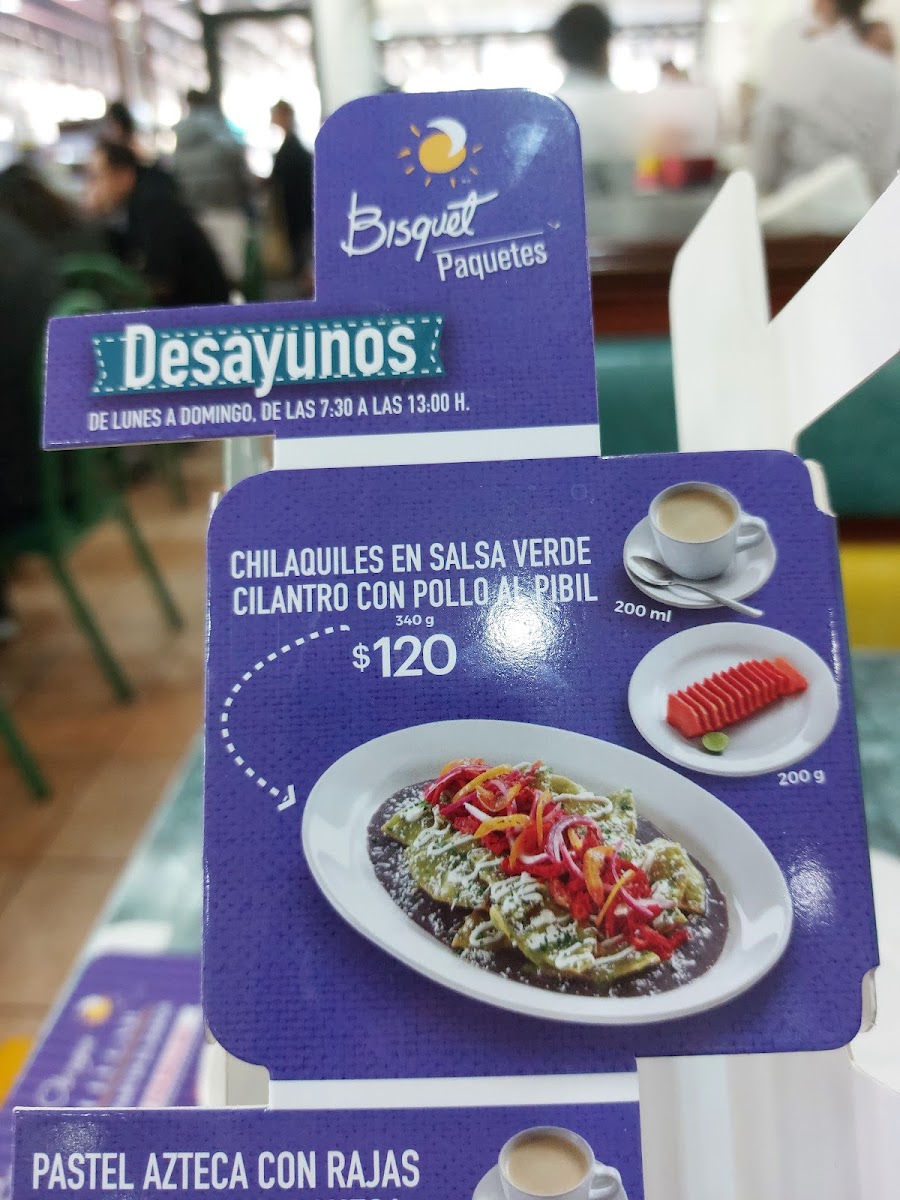 Bisquet
Paquetes
Desayunos
DE LUNES A DOMINGO, DE LAS 7:30 A LAS 13:00 H.
CHILAQUILES EN SALSA VERDE
CILANTRO CON POLLO AL PIBIL
340 g
$120
200 ml
200 g
PASTEL AZTECA CON RAJAS